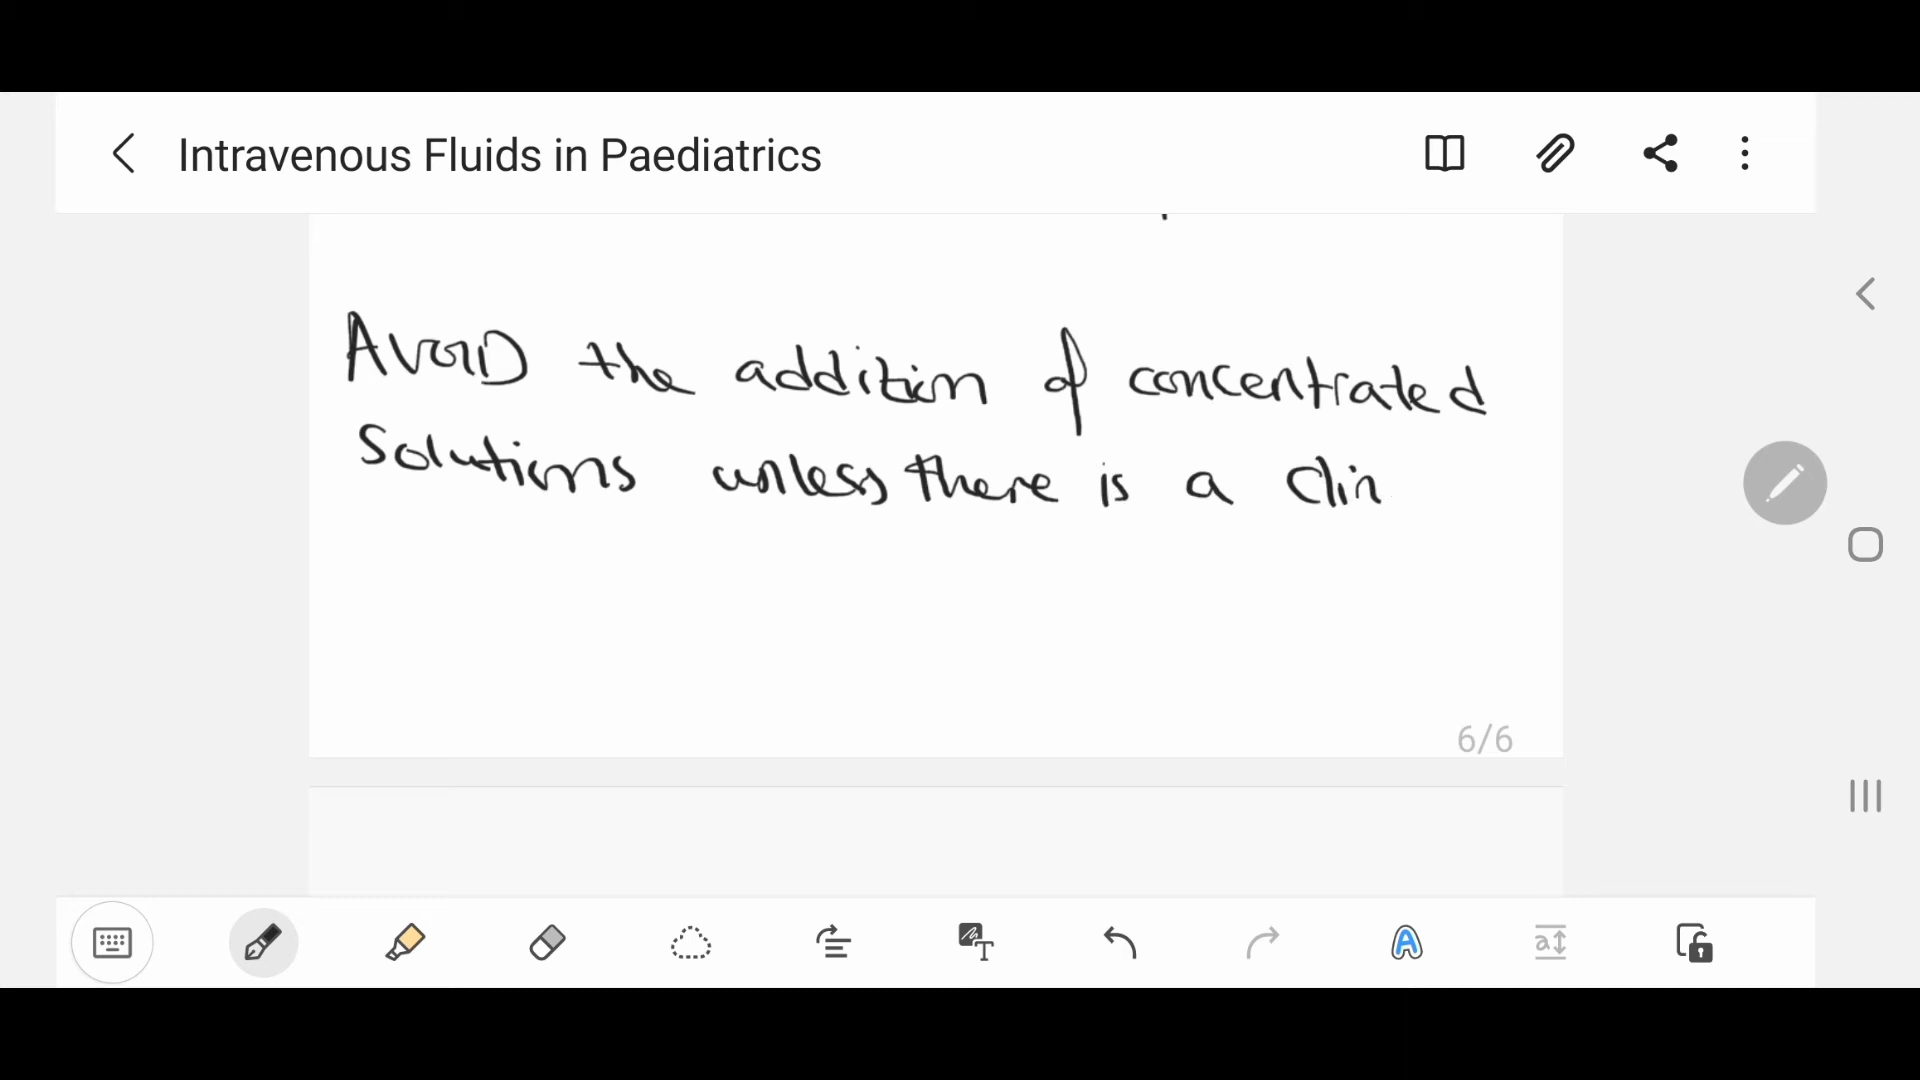 Intravenous Fluids in Paediatrics
AVOID the addition of concentrated
Solutions unless there is a clin
6/6